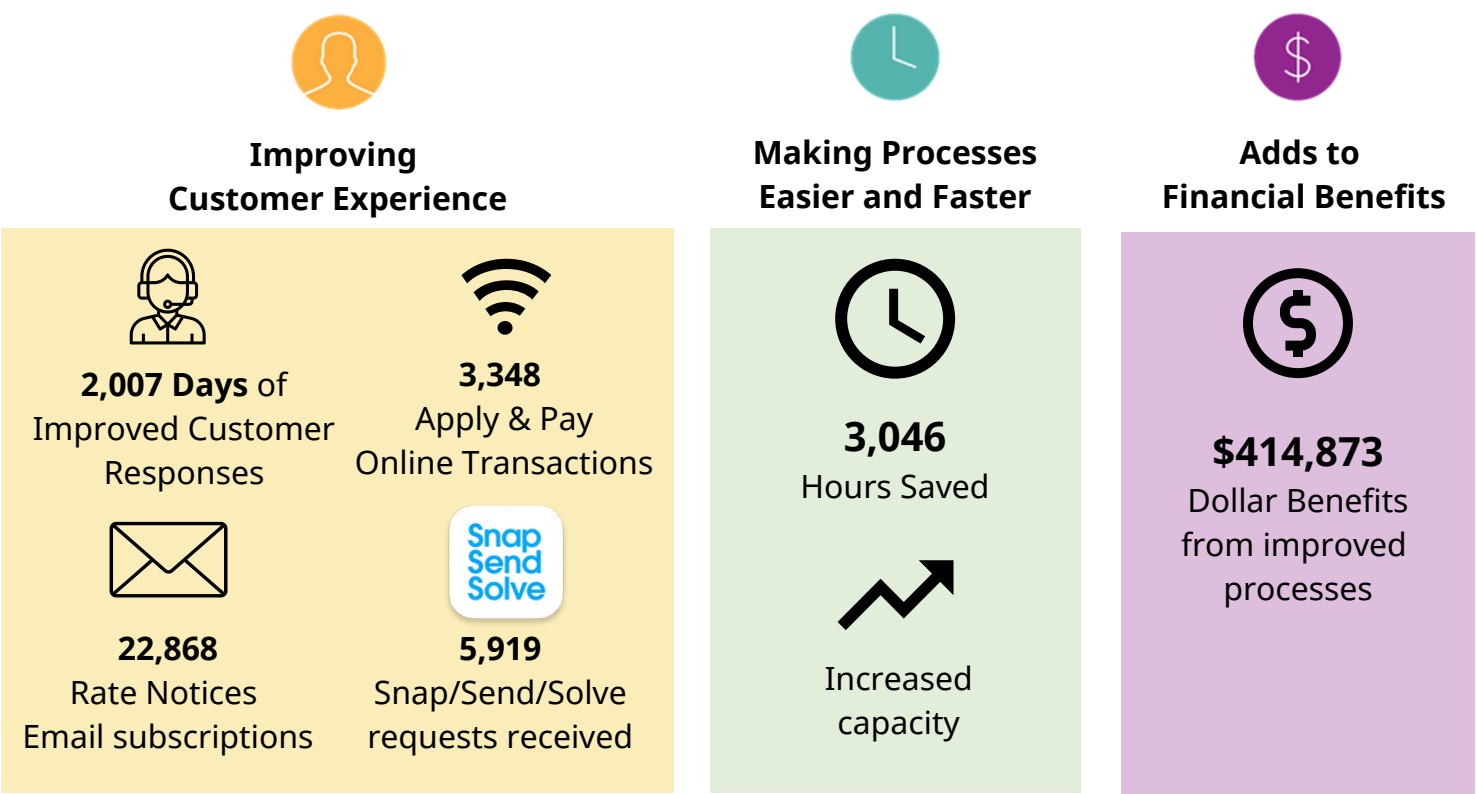 Improving
Customer Experience
2,007 Days of
Improved Customer
Responses
3,348
Apply & Pay
Online Transactions
22,868
Rate Notices
Email subscriptions
Snap
Send
Solve
5,919
Snap/Send/Solve
requests received
Making Processes
Easier and Faster
3,046
Hours Saved
Increased
capacity
$
Adds to
Financial Benefits
$
$414,873
Dollar Benefits
from improved
processes